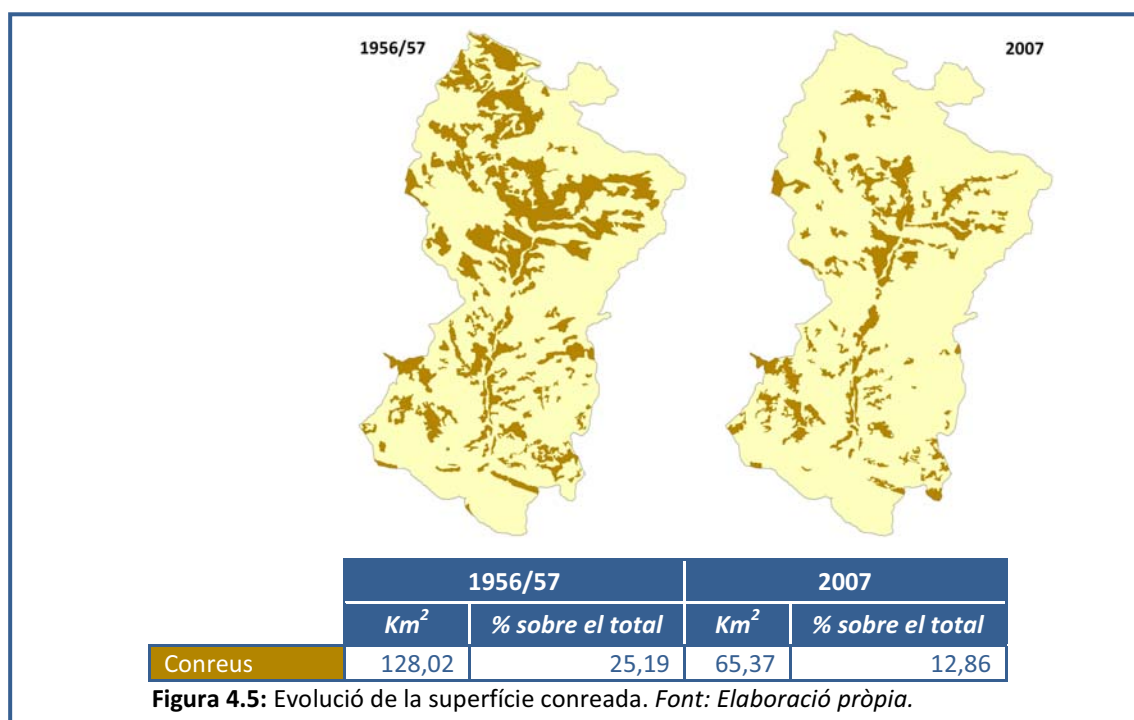 1956/57
2007
1956/57 2007
Km² % sobre el total Km² % sobre el total
Conreus 128,02 25,19 65,37 12,86
Figura 4.5: Evolució de la superfície conreada. Font: Elaboració pròpia.